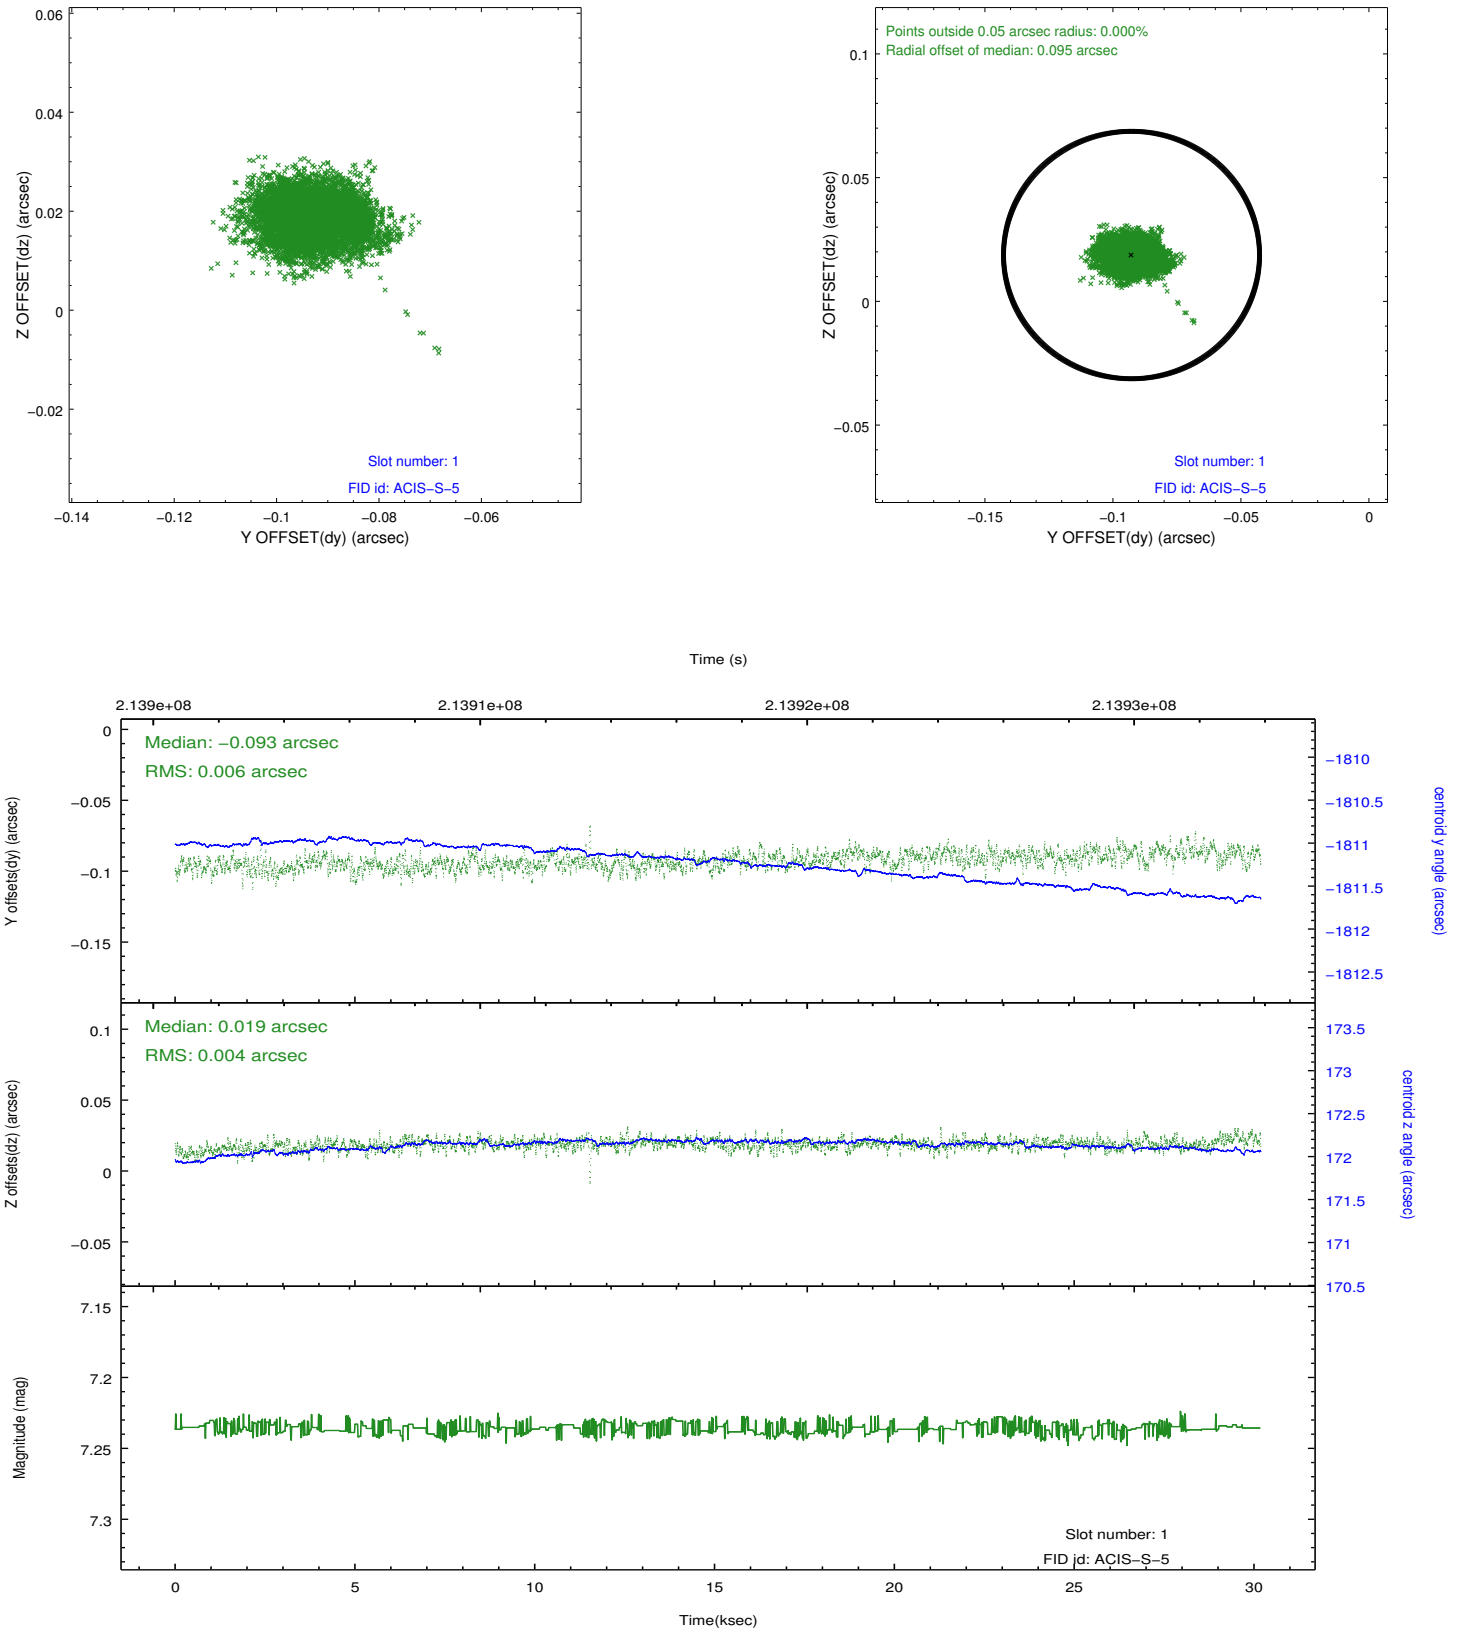 0.06
0.04
0.02
0
−0.02
Z OFFSET(dz) (arcsec)
Slot number: 1
FID id: ACIS−S−5
−0.14 −0.12 −0.1 −0.08 −0.06
Y OFFSET(dy) (arcsec)
Points outside 0.05 arcsec radius: 0.000%
Radial offset of median: 0.095 arcsec
0.1
0.05
0
−0.05
Z OFFSET(dz) (arcsec)
Slot number: 1
FID id: ACIS−S−5
−0.15 −0.1 −0.05 0
Y OFFSET(dy) (arcsec)
Time (s)
2.139e+08 2.1391e+08 2.1392e+08 2.1393e+08
Median: −0.093 arcsec
RMS: 0.006 arcsec
0
−0.05
−0.1
−0.15
Y offsets(dy) (arcsec)
−1810
−1810.5
−1811
−1811.5
−1812
−1812.5
centroid y angle (arcsec)
Median: 0.019 arcsec
RMS: 0.004 arcsec
0.1
0.05
0
−0.05
Z offsets(dz) (arcsec)
173.5
173
172.5
172
171.5
171
170.5
centroid z angle (arcsec)
7.15
7.2
7.25
7.3
Magnitude (mag)
Slot number: 1
FID id: ACIS−S−5
0 5 10 15 20 25 30
Time(ksec)